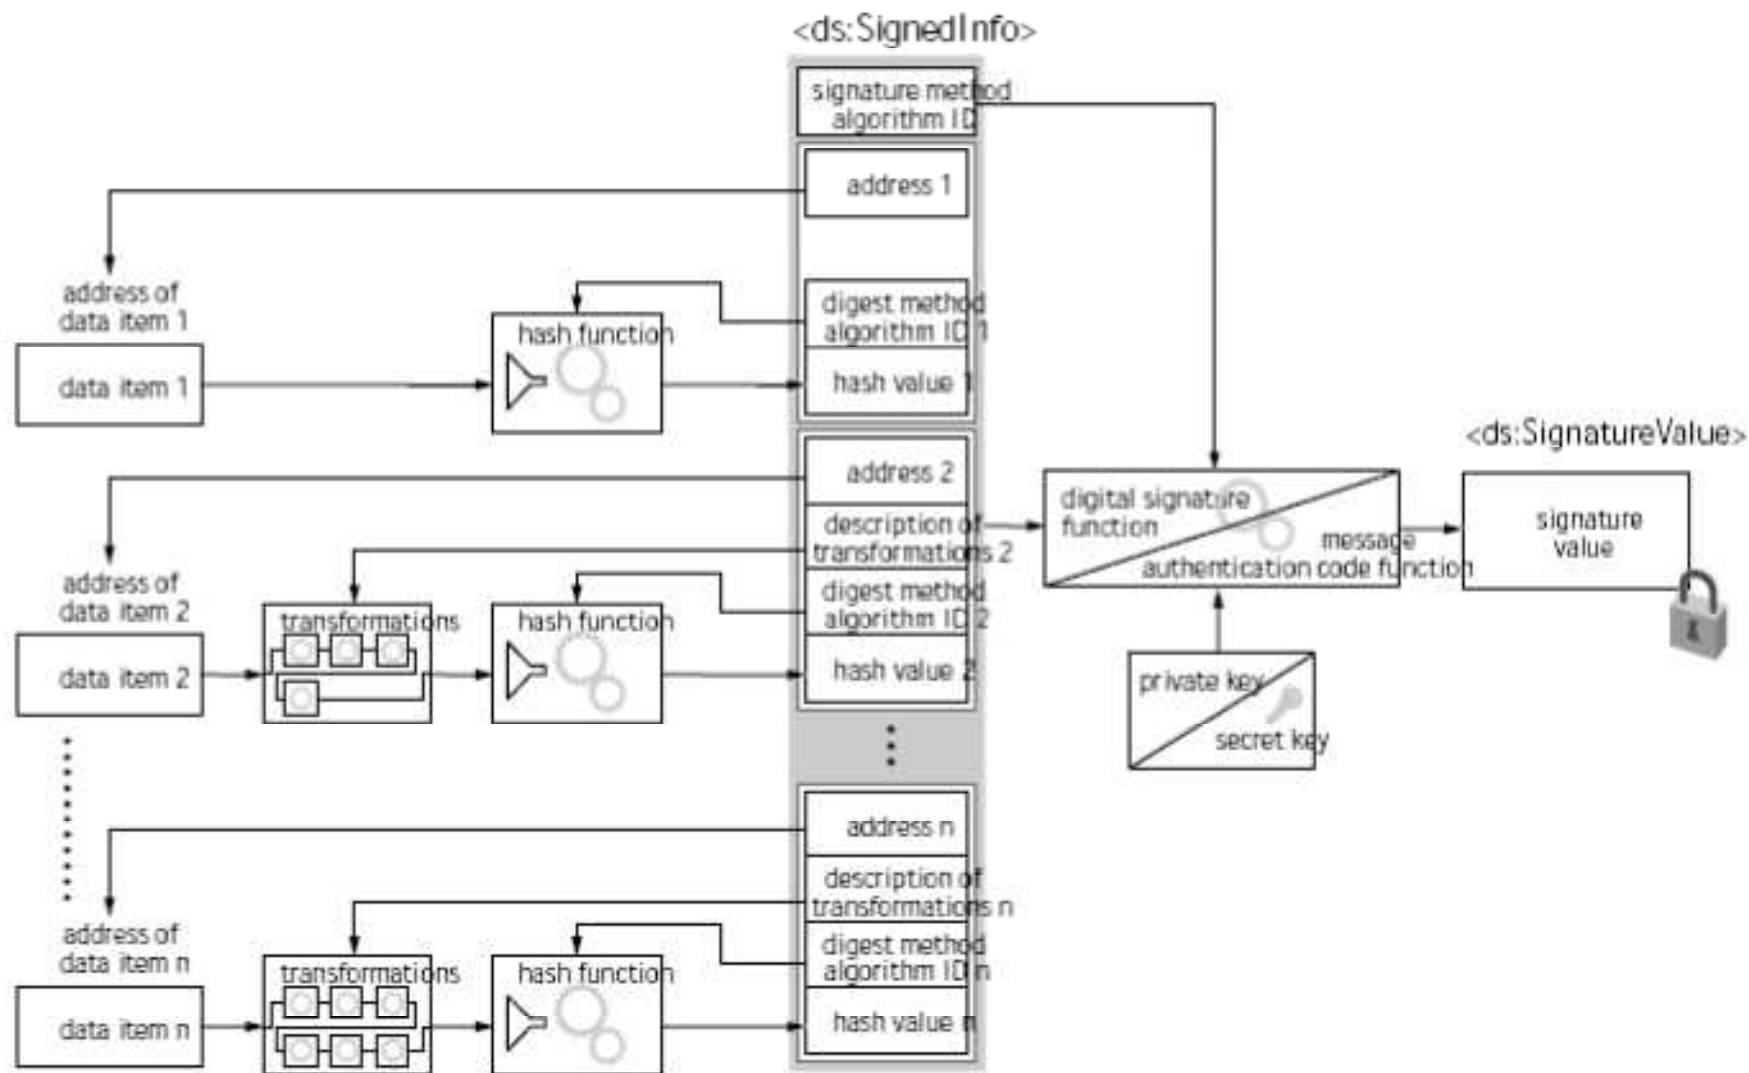 <ds:SignedInfo>
signature method
algorithm ID
address 1
address of
data item 1
data item 1
hash function
digest method
algorithm ID 1
hash value 1
address 2
description of
transformations 2
digest method
algorithm ID 2
hash value 2
address of
data item 2
data item 2
transformations
hash function
digital signature
function
message
authentication code function
private key
secret key
<ds:SignatureValue>
signature
value
address n
description of
transformations n
digest method
algorithm ID n
hash value n
address of
data item n
data item n
transformations
hash function